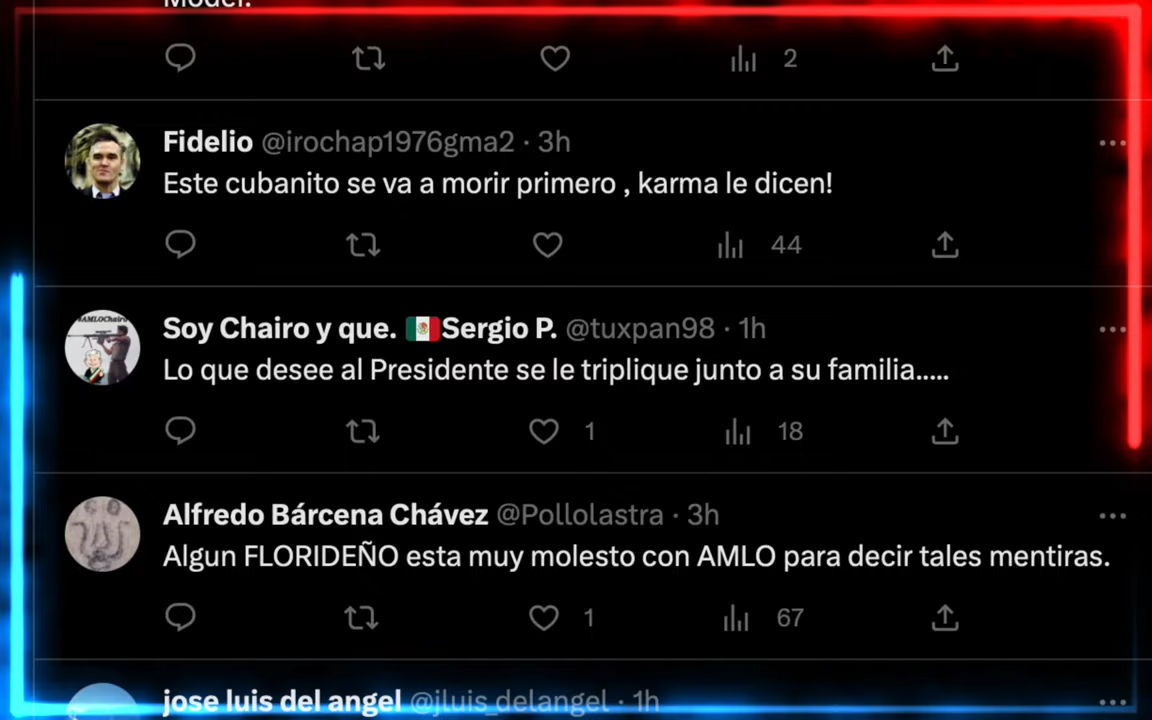 Model.
2
Fidelio @irochap1976gma2 · 3h
Este cubanito se va a morir primero , karma le dicen!
44
#AMLOChairo
Soy Chairo y que. 🇲🇽Sergio P. @tuxpan98 · 1h
Lo que desee al Presidente se le triplique junto a su familia.....
1 18
Alfredo Bárcena Chávez @Pollolastra · 3h
Algun FLORIDEÑO esta muy molesto con AMLO para decir tales mentiras.
1 67
jose luis del angel @jluis_delangel · 1h